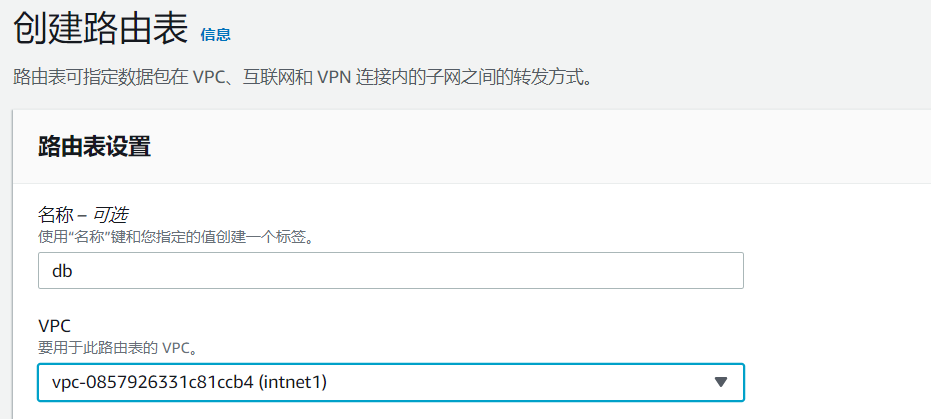 创建路由表 信息
路由表可指定数据包在 VPC、互联网和 VPN 连接内的子网之间的转发方式。
路由表设置
名称 – 可选
使用“名称”键和您指定的值创建一个标签。
db
VPC
要用于此路由表的 VPC。
vpc-0857926331c81ccb4 (intnet1)